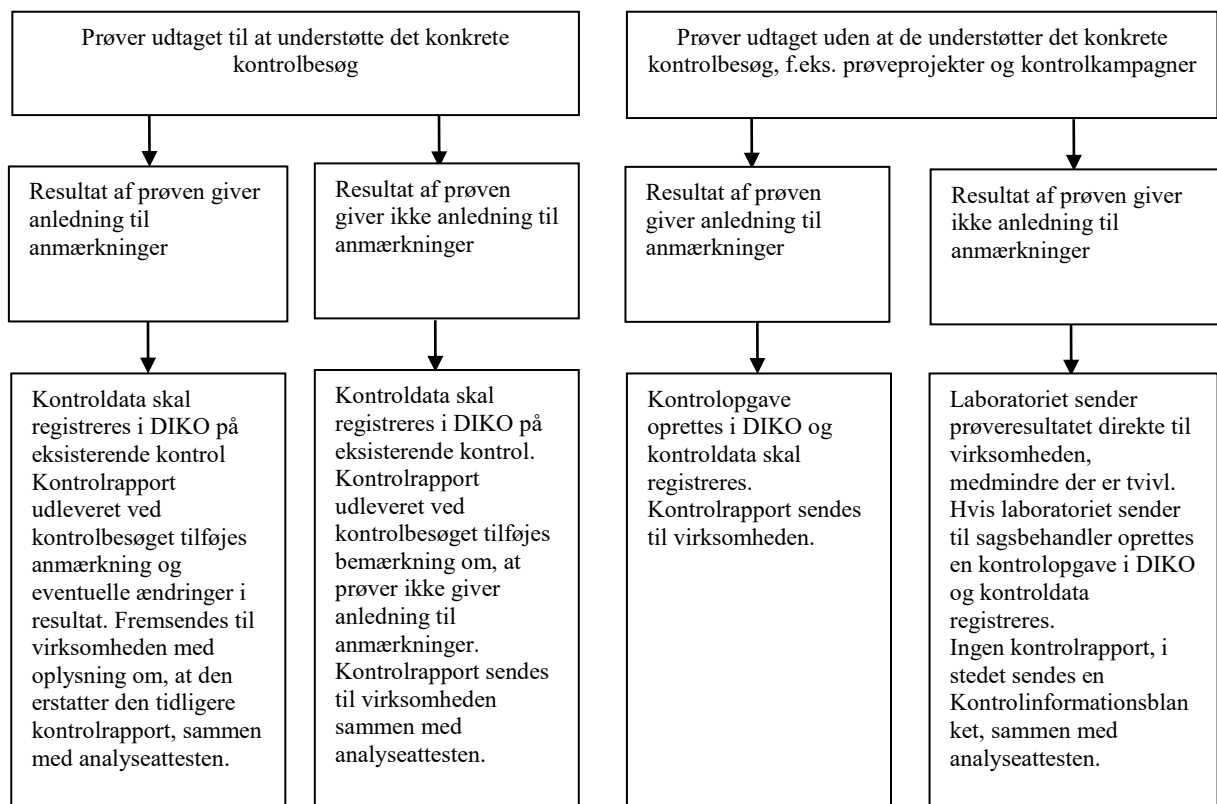 Prøver udtaget til at understøtte det konkrete
kontrolbesøg
Prøver udtaget uden at de understøtter det konkrete
kontrolbesøg, f.eks. prøveprojekter og kontrolkampagner
Resultat af prøven giver
anledning til
anmærkninger
Resultat af prøven
giver ikke anledning til
anmærkninger
Resultat af prøven
giver anledning til
anmærkninger
Resultat af prøven giver
ikke anledning til
anmærkninger
Kontroldata skal
registreres i DIKO på
eksisterende kontrol
Kontrolrapport
udleveret ved
kontrolbesøget tilføjes
anmærkning og
eventuelle ændringer i
resultat. Fremsendes til
virksomheden med
oplysning om, at den
erstatter den tidligere
kontrolrapport, sammen
med analyseattesten.
Kontroldata skal
registreres i DIKO på
eksisterende kontrol.
Kontrolrapport
udleveret ved
kontrolbesøget tilføjes
bemærkning om, at
prøver ikke giver
anledning til
anmærkninger.
Kontrolrapport sendes
til virksomheden
sammen med
analyseattesten.
Kontrolopgave
oprettes i DIKO og
kontroldata skal
registreres.
Kontrolrapport sendes
til virksomheden.
Laboratoriet sender
prøveresultatet direkte til
virksomheden,
medmindre der er tvivl.
Hvis laboratoriet sender
til sagsbehandler oprettes
en kontrolopgave i DIKO
og kontroldata
registreres.
Ingen kontrolrapport, i
stedet sendes en
Kontrolinformationsblan
ket, sammen med
analyseattesten.